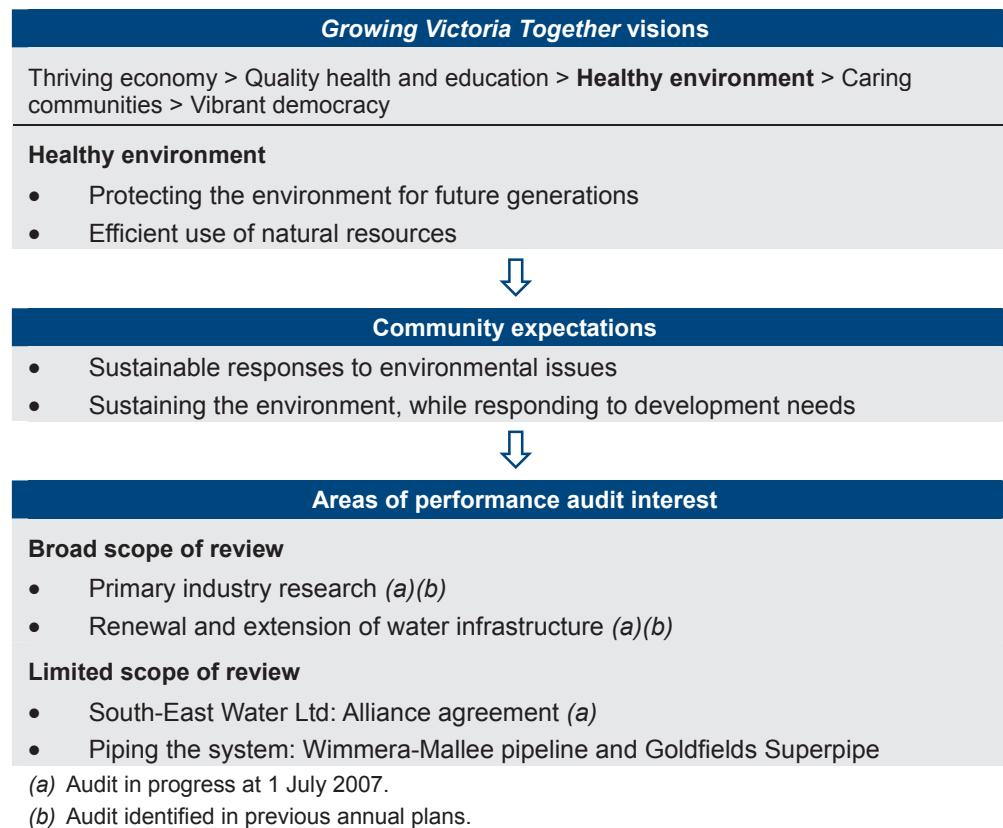 Growing Victoria Together visions
Thriving economy > Quality health and education > Healthy environment > Caring
communities > Vibrant democracy
Healthy environment
• Protecting the environment for future generations
• Efficient use of natural resources
Community expectations
• Sustainable responses to environmental issues
• Sustaining the environment, while responding to development needs
Areas of performance audit interest
Broad scope of review
• Primary industry research (a)(b)
• Renewal and extension of water infrastructure (a)(b)
Limited scope of review
• South-East Water Ltd: Alliance agreement (a)
• Piping the system: Wimmera-Mallee pipeline and Goldfields Superpipe
(a) Audit in progress at 1 July 2007.
(b) Audit identified in previous annual plans.